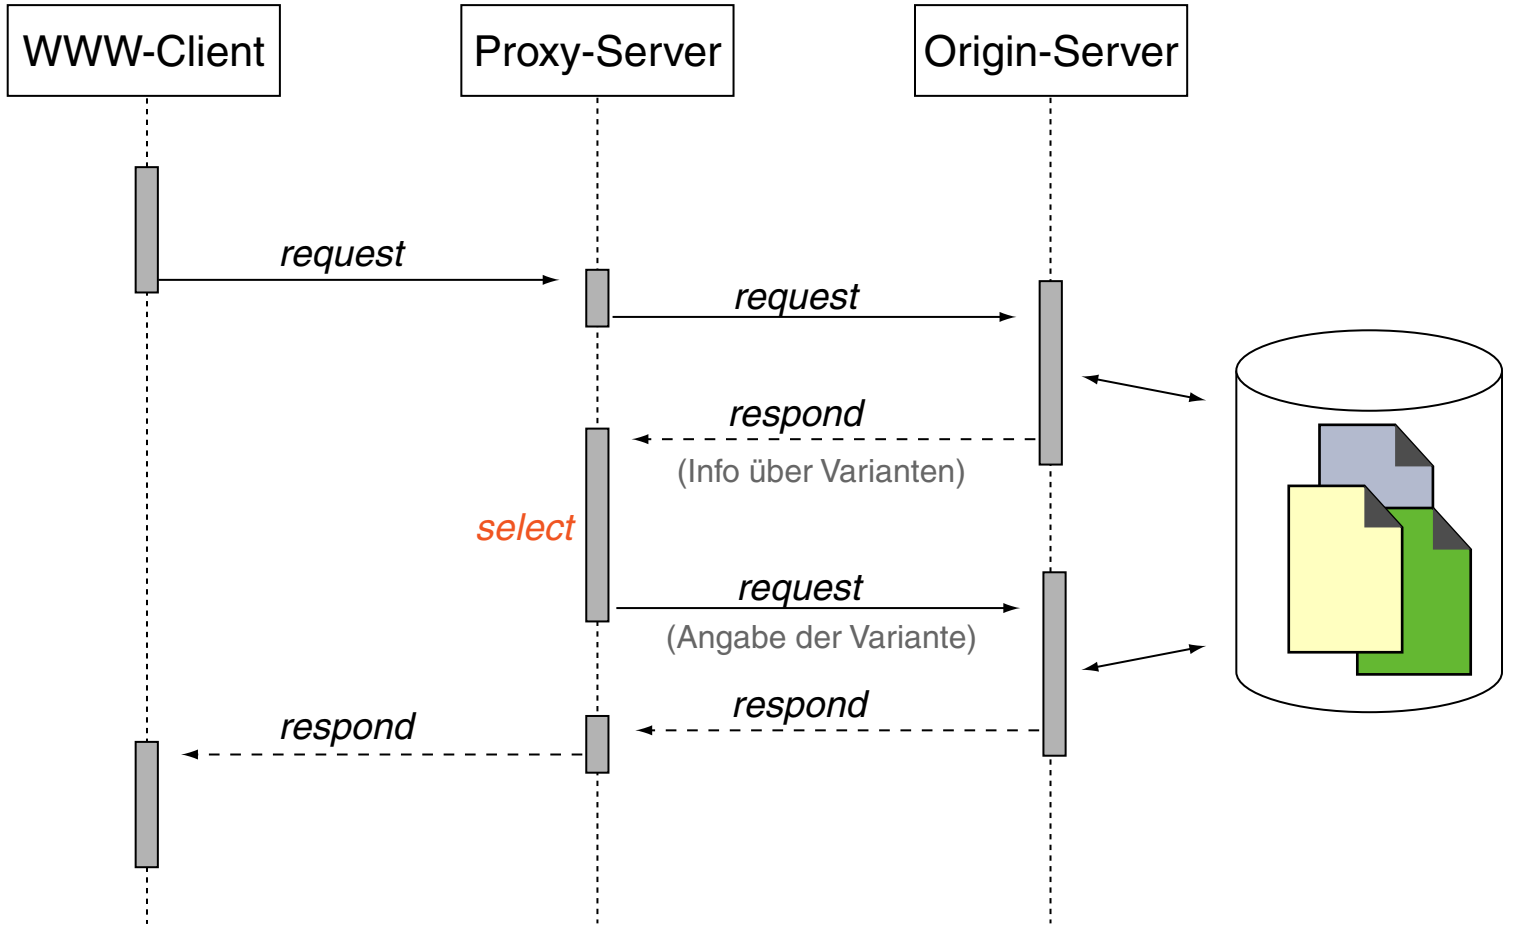 WWW-Client
Proxy-Server
Origin-Server
request
request
respond
(Info über Varianten)
select
request
(Angabe der Variante)
respond
respond